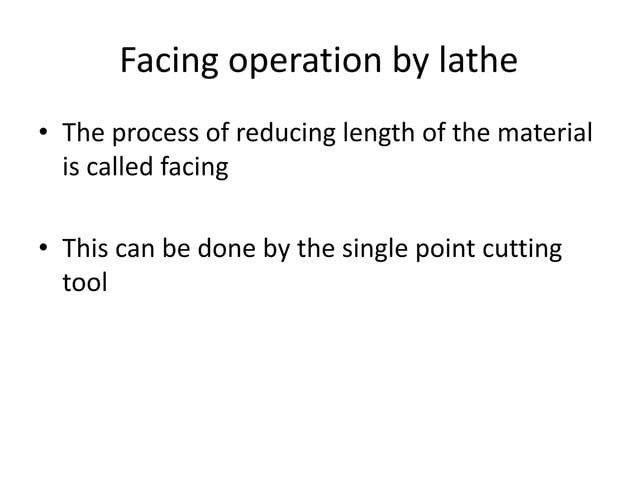 Facing operation by lathe
• The process of reducing length of the material
is called facing
• This can be done by the single point cutting
tool